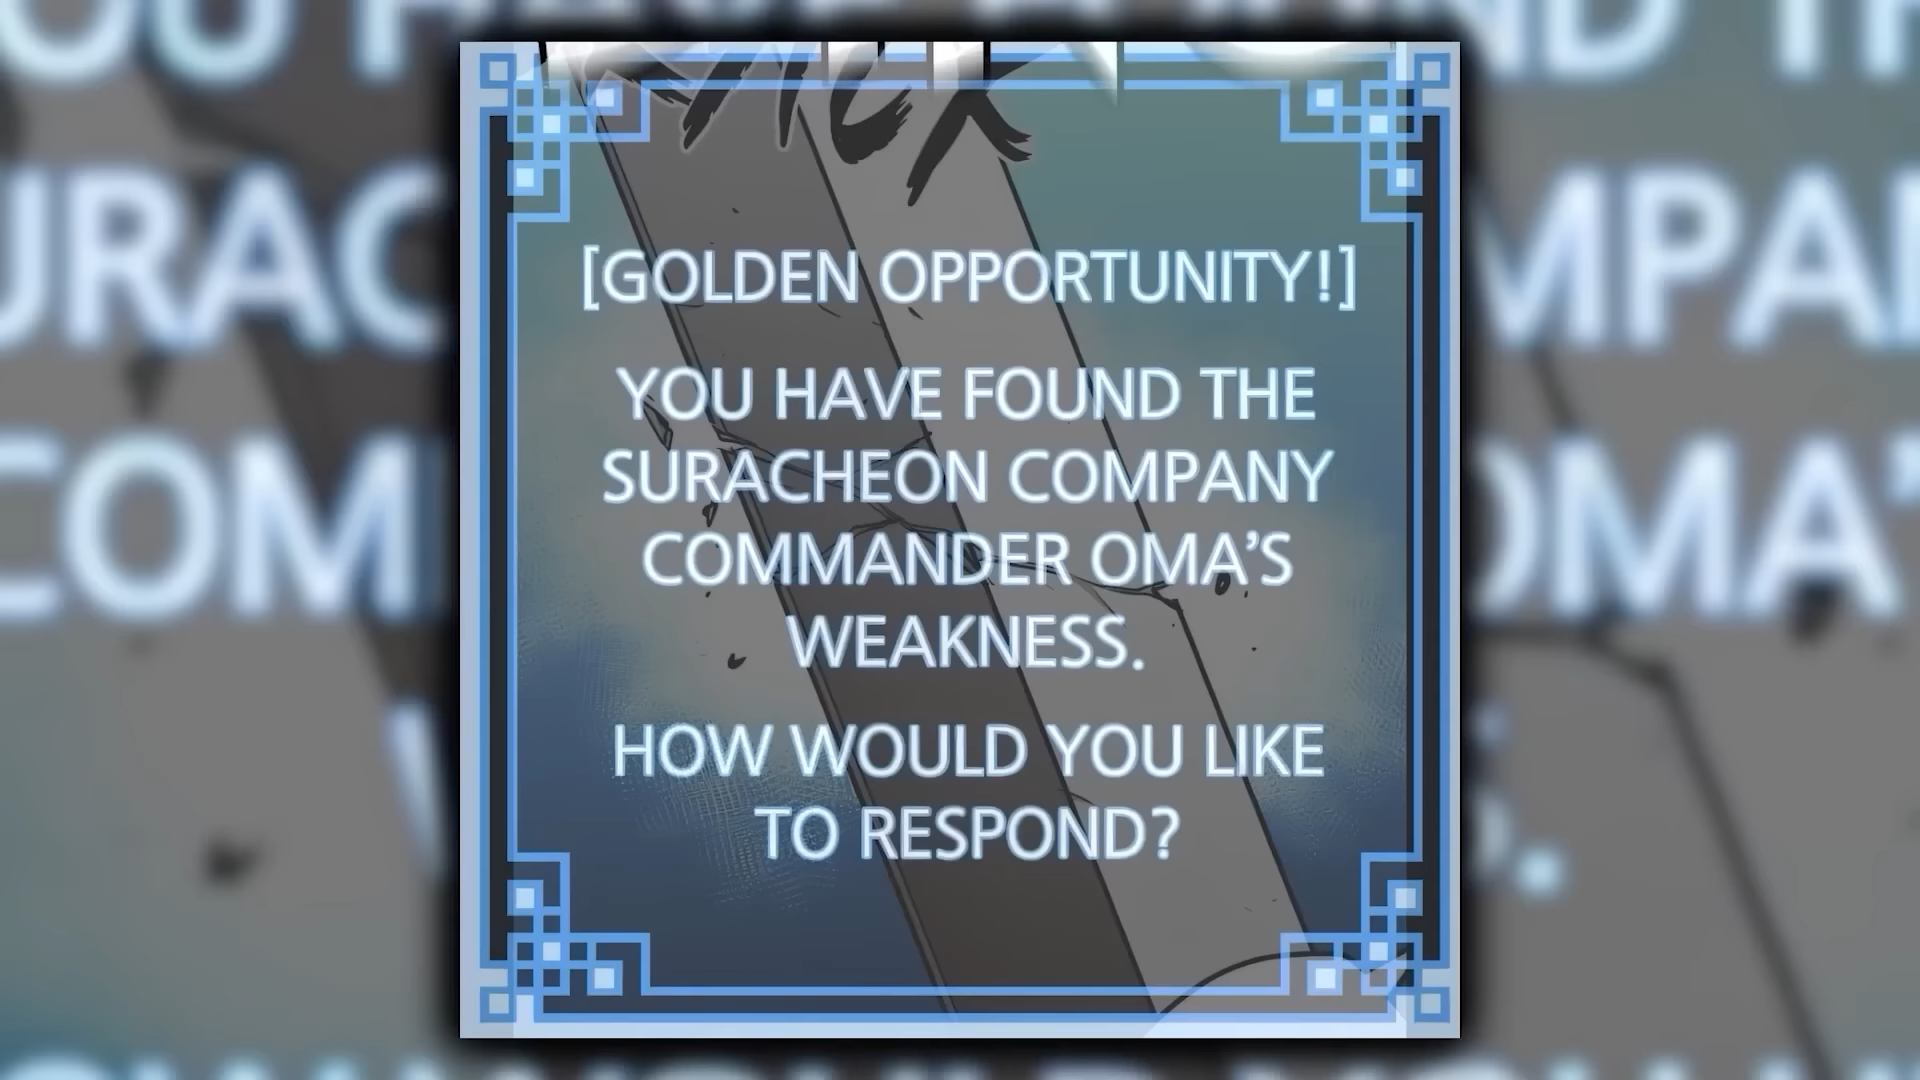 [GOLDEN OPPORTUNITY!]
YOU HAVE FOUND THE
SURACHEON COMPANY
COMMANDER OMA'S
WEAKNESS.
HOW WOULD YOU LIKE
TO RESPOND?